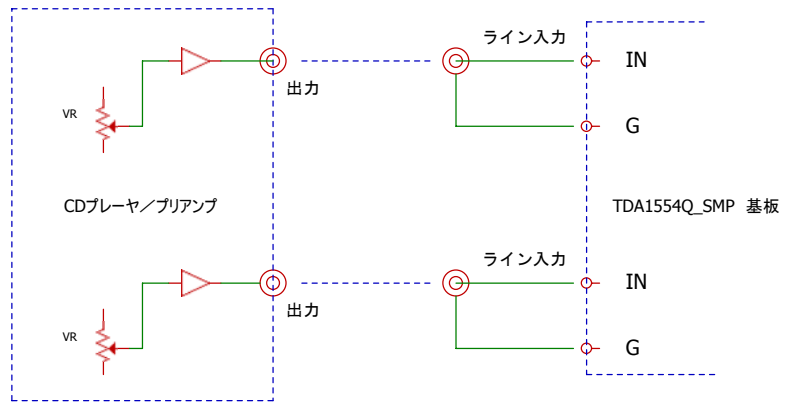 ライン入力
IN
出力
VR
G
CDプレーヤ／プリアンプ
TDA1554Q_SMP 基板
ライン入力
IN
出力
VR
G